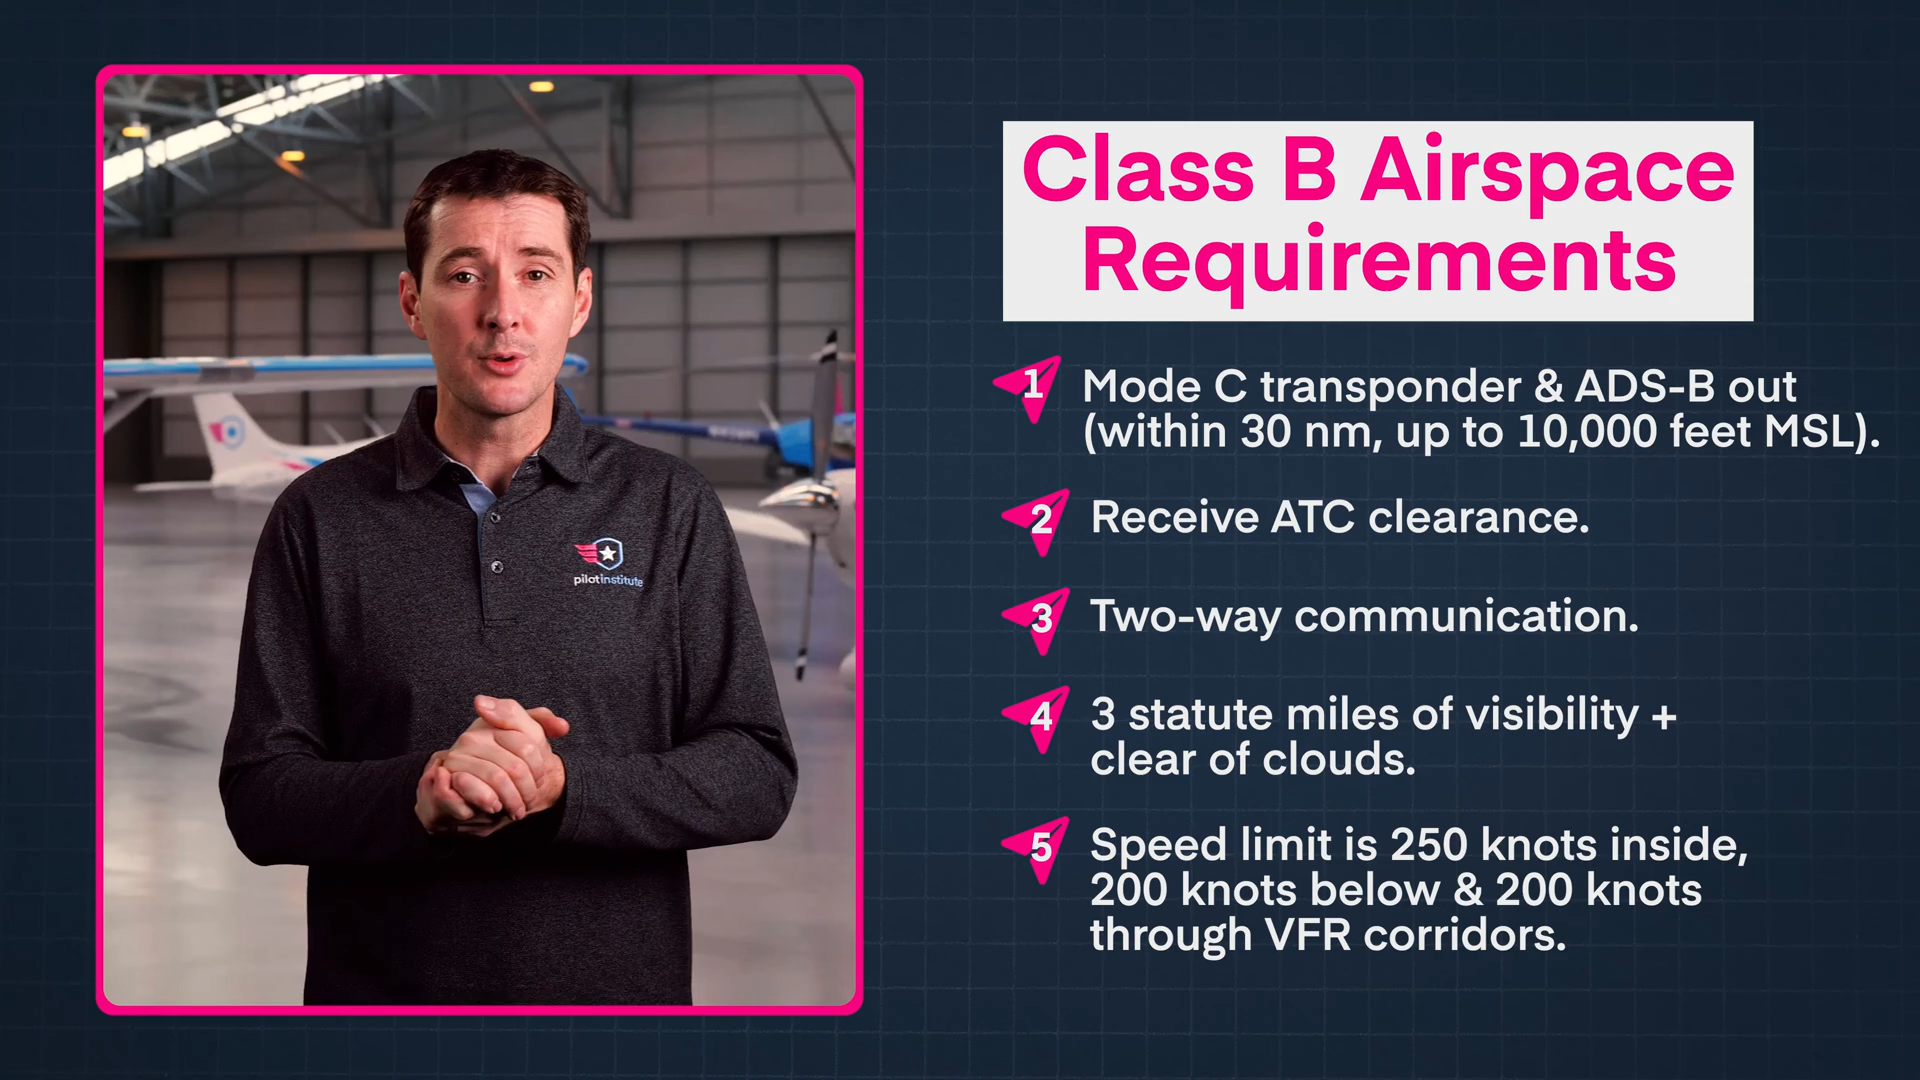 Class B Airspace
Requirements
1 Mode C transponder & ADS-B out
(within 30 nm, up to 10,000 feet MSL).
2 Receive ATC clearance.
3 Two-way communication.
4 3 statute miles of visibility +
clear of clouds.
5 Speed limit is 250 knots inside,
200 knots below & 200 knots
through VFR corridors.
pilotinstitute